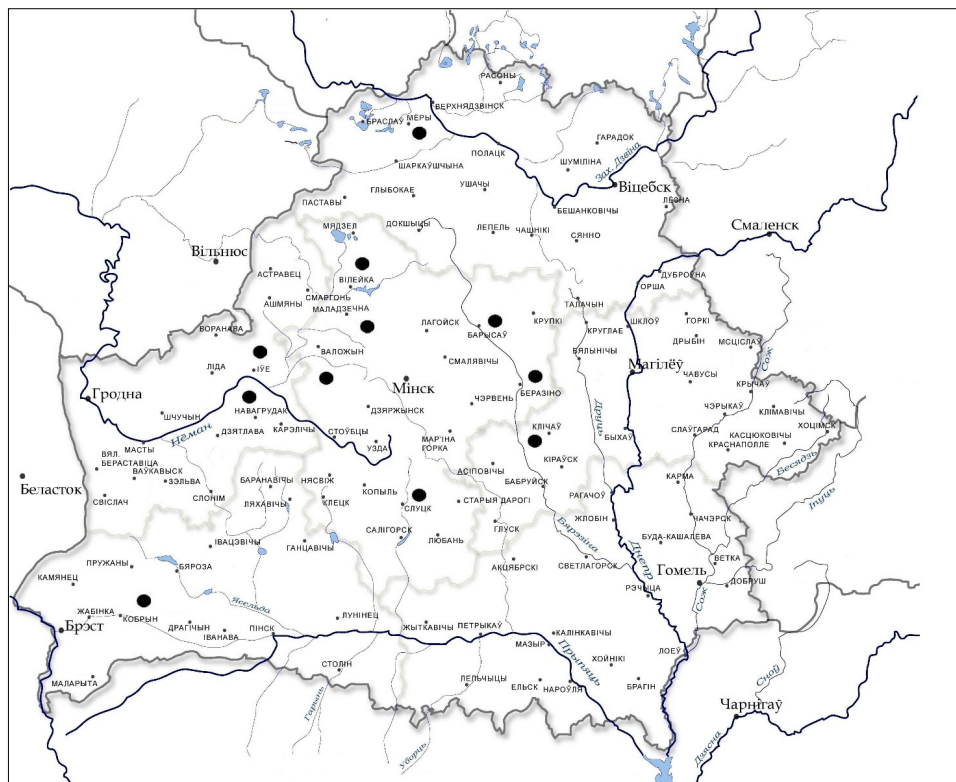 РАСОНЫ
ВЕРХНЯДЗВІНСК
БРАСЛАЎ
МЁРЫ
ГАРАДОК
ПОЛАЦК
ШУМІЛІНА
Зах. Дзвіна
ШАРКАЎШЧЫНА
Віцебск
ГЛЫБОКАЕ
УШАЧЫ
ПАСТАВЫ
БЕШАНКОВІЧЫ
ЛЁЗНА
ДОКШЫЦЫ
МЯДЗЕЛ
ЛЕПЕЛЬ
ЧАШНІКІ
СЯННО
Смаленск
Вільнюс
АСТРАВЕЦ
ВІЛЕЙКА
ДУБРОЎНА
ОРША
СМАРГОНЬ
АШМЯНЫ
МАЛАДЗЕЧНА
ТАЛАЧЫН
ВОРАНАВА
ЛАГОЙСК
БАРЫСАЎ
КРУПКІ
КРУГЛАЕ
ШКЛОЎ
ГОРКІ
ДРЫБІН
МСЦІСЛАЎ
ВАЛОЖЫН
СМАЛЯВІЧЫ
БЯЛЫНІЧЫ
Сож
ЛІДА
ІЎЕ
Мінск
Магілёў
ЧАВУСЫ
КРЫЧАЎ
Гродна
БЕРАЗІНО
ЧЭРВЕНЬ
Друць
ШЧУЧЫН
НАВАГРУДАК
ДЗЯРЖЫНСК
ЧЭРЫКАЎ
КЛІМАВІЧЫ
Нёман
ДЗЯТЛАВА
КАРЭЛІЧЫ
СТОЎБЦЫ
УЗДА
МАР'ІНА
ГОРКА
КЛІЧАЎ
БЫХАЎ
СЛАЎГАРАД
КРАСНАПОЛЛЕ
КАСЦЮКОВІЧЫ
ХОЦІМСК
МАСТЫ
ВЯЛ.
БЕРАСТАВІЦА
ВАЎКАВЫСК
ЗЭЛЬВА
КІРАЎСК
АСІПОВІЧЫ
Бесядзь
Беласток
СВІСЛАЧ
СЛОНІМ
БАРАНАВІЧЫ
ЛЯХАВІЧЫ
НЯСВІЖ
КЛЕЦК
КОПЫЛЬ
СЛУЦК
СТАРЫЯ ДАРОГІ
БАБРУЙСК
РАГАЧОЎ
КАРМА
Іпуць
САЛІГОРСК
ЛЮБАНЬ
ГЛУСК
Бярэзіна
ЖЛОБІН
ЧАЧЭРСК
ІВАЦЭВІЧЫ
ГАНЦАВІЧЫ
БУДА-КАШАЛЁВА
Днепр
ВЕТКА
ПРУЖАНЫ
БЯРОЗА
АКЦЯБРСКІ
СВЕТЛАГОРСК
Гомель
ДОБРУШ
КАМЯНЕЦ
Ясельда
РЭЧЫЦА
Сож
ЖАБІНКА
КОБРЫН
Брэст
ДРАГІЧЫН
ІВАНАВА
ПІНСК
ЛУНІНЕЦ
ЖЫТКАВІЧЫ
ПЕТРЫКАЎ
КАЛІНКАВІЧЫ
МАЗЫР
ЛОЕЎ
Прыпяць
ХОЙНІКІ
СТОЛІН
МАЛАРЫТА
ЛЕЛЬЧЫЦЫ
ЕЛЬСК
НАРОЎЛЯ
БРАГІН
Сноў
Гарынь
Чарнігаў
Уборць
Дзясна